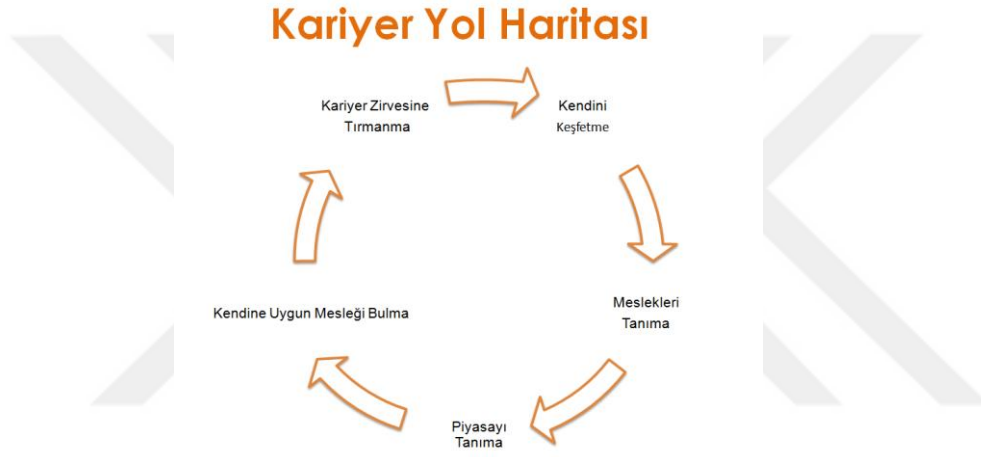 Kariyer Yol Haritası
Kariyer Zirvesine
Tırmanma
Kendini
Keşfetme
Meslekleri
Tanıma
Piyasayı
Tanıma
Kendine Uygun Mesleği Bulma